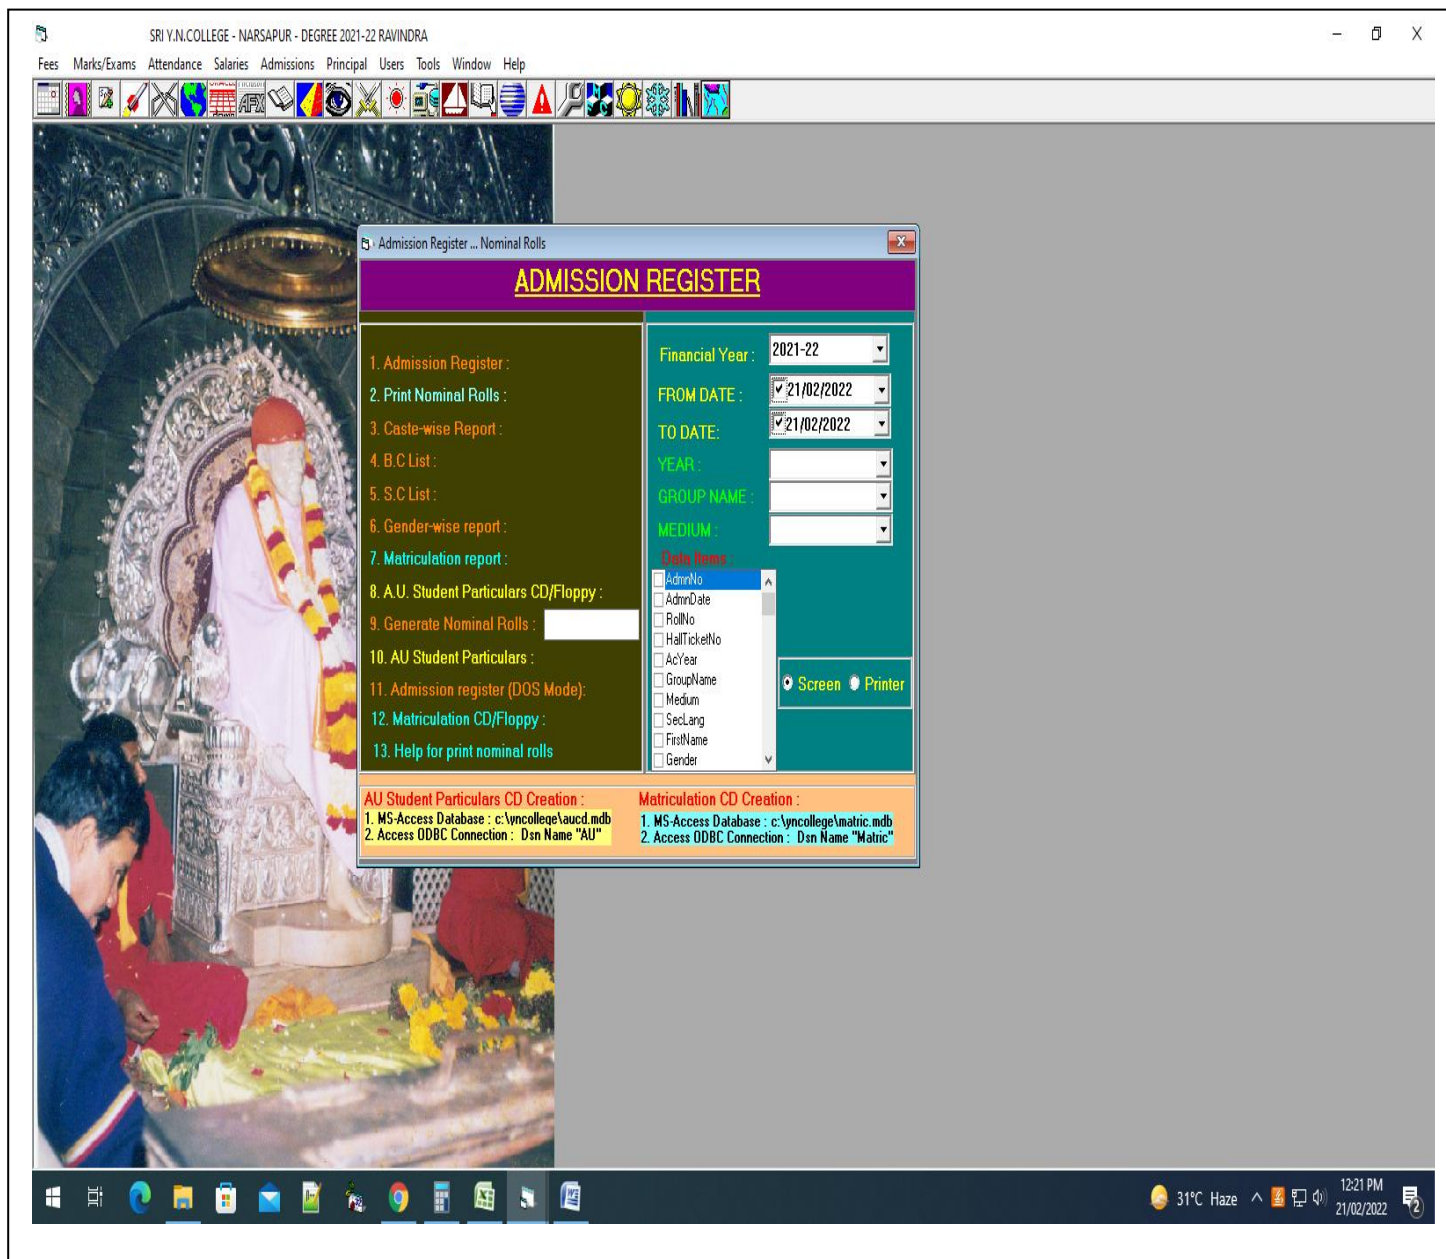 SRI Y.N.COLLEGE - NARSAPUR - DEGREE 2021-22 RAVINDRA
Fees Marks/Exams Attendance Salaries Admissions Principal Users Tools Window Help
AFX
Admission Register ... Nominal Rolls
ADMISSION REGISTER
1. Admission Register :
2. Print Nominal Rolls :
3. Caste-wise Report :
4. B.C List :
5. S.C List :
6. Gender-wise report :
7. Matriculation report :
8. A.U. Student Particulars CD/Floppy :
9. Generate Nominal Rolls :
10. AU Student Particulars :
11. Admission register (DOS Mode):
12. Matriculation CD/Floppy :
13. Help for print nominal rolls
Financial Year : 2021-22
FROM DATE : 21/02/2022
TO DATE: 21/02/2022
YEAR :
GROUP NAME :
MEDIUM :
Data Items :
AdmnNo
AdmnDate
RollNo
HallTicketNo
AcYear
GroupName
Medium
SecLang
FirstName
Gender
Screen Printer
AU Student Particulars CD Creation :
1. MS-Access Database : c:\yncollege\aucd.mdb
2. Access ODBC Connection : Dsn Name "AU"
Matriculation CD Creation :
1. MS-Access Database : c:\yncollege\matric.mdb
2. Access ODBC Connection : Dsn Name "Matric"
31°C Haze
12:21 PM
21/02/2022
2